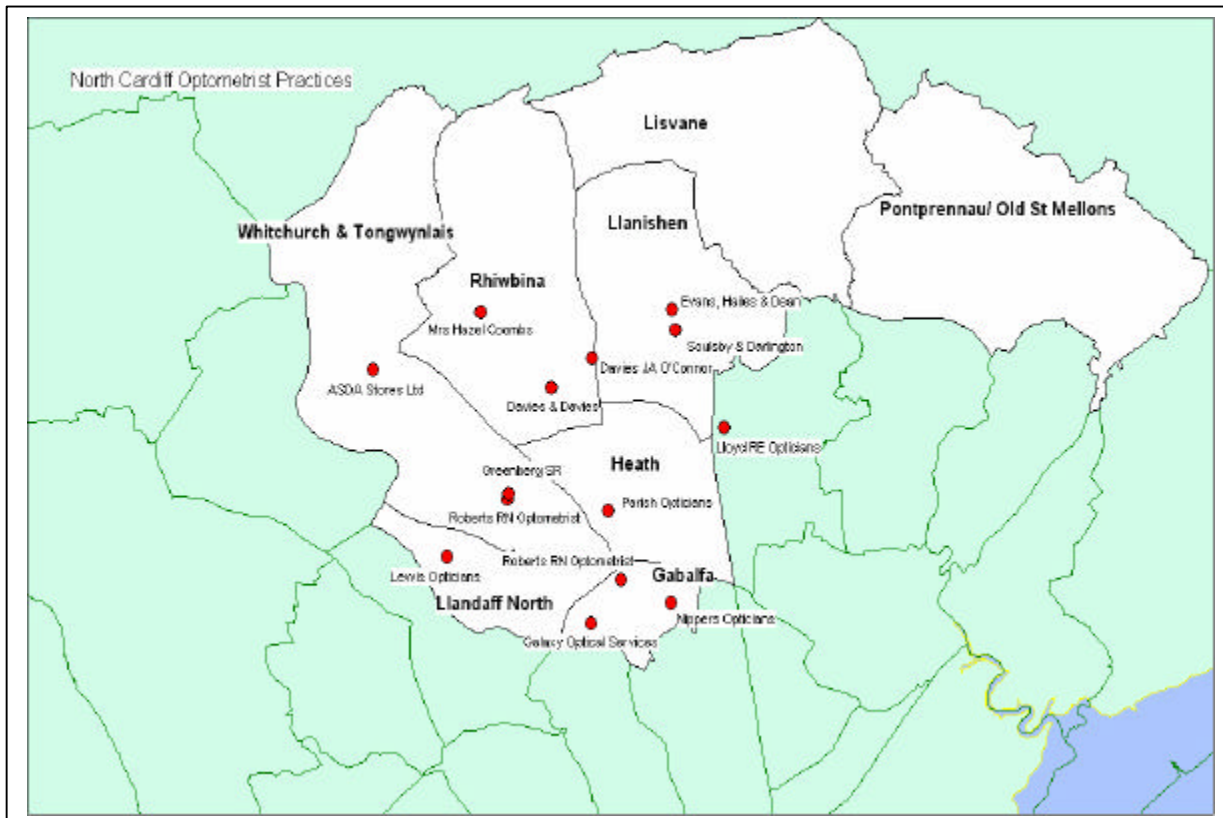 North Cardiff Optometrist Practices
Lisvane
Pontprennau/ Old St Mellons
Llanishen
Whitchurch & Tongwynlais
Rhiwbina
Evans, Hailes & Dean
Mrs Hazel Coombs
Soulsby & Darlington
Davies JA O'Connor
ASDA Stores Ltd
Davies & Davies
Lloyd RE Opticians
Heath
Greenberg SR
Parish Opticians
Roberts RN Optometrist
Roberts RN Optometrist
Lewis Opticians
Gabalfa
Llandaff North
Nippers Opticians
Galaxy Optical Services